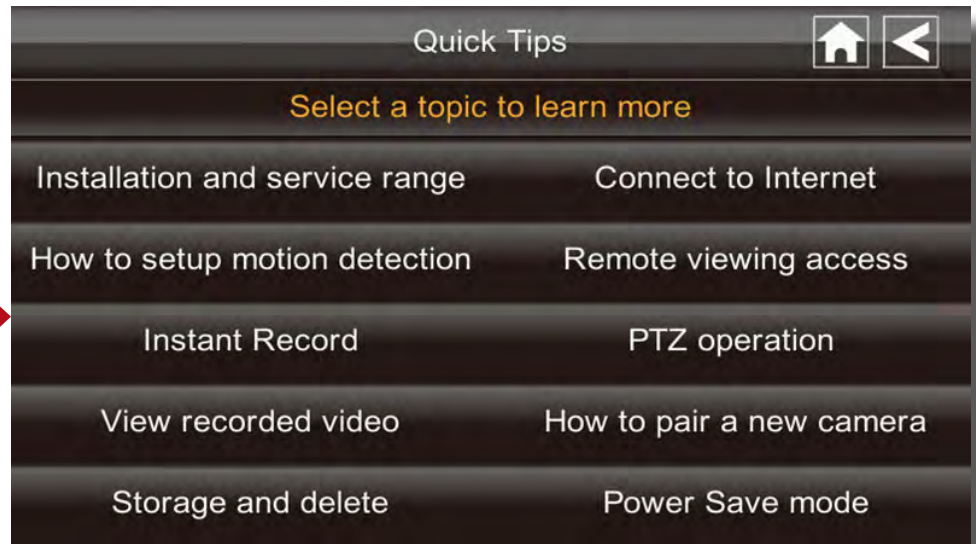 Quick Tips
Select a topic to learn more
Installation and service range
Connect to Internet
How to setup motion detection
Remote viewing access
Instant Record
PTZ operation
View recorded video
How to pair a new camera
Storage and delete
Power Save mode